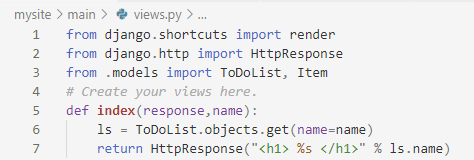 mysite > main > views.py > ...
1 from django.shortcuts import render
2 from django.http import HttpResponse
3 from .models import ToDoList, Item
4 # Create your views here.
5 def index(response,name):
6     ls = ToDoList.objects.get(name=name)
7     return HttpResponse("<h1> %s </h1>" % ls.name)